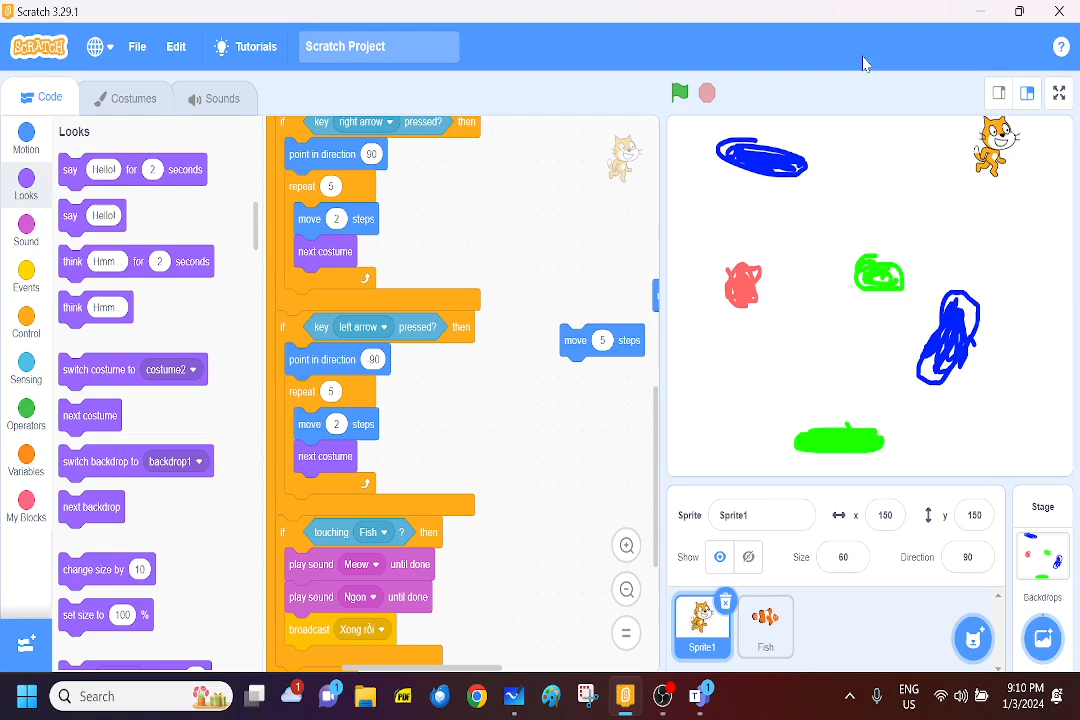 Scratch 3.29.1
SCRATCH File Edit Tutorials Scratch Project ?
Code Costumes Sounds
Motion
Looks
Sound
Events
Control
Sensing
Operators
Variables
My Blocks
Looks
say Hello! for 2 seconds
say Hello!
think Hmm... for 2 seconds
think Hmm...
switch costume to costume2
next costume
switch backdrop to backdrop1
next backdrop
change size by 10
set size to 100 %
if key right arrow pressed? then
point in direction 90
repeat 5
move 2 steps
next costume
if key left arrow pressed? then
point in direction -90
repeat 5
move 2 steps
next costume
if touching Fish ? then
play sound Meow until done
play sound Ngon until done
broadcast Xong rồi
move 5 steps
Sprite Sprite1 x 150 y 150
Show Size 60 Direction 90
Sprite1
Fish
Stage
Backdrops
Search
1
1
PDF
1
ENG
US
9:10 PM
1/3/2024